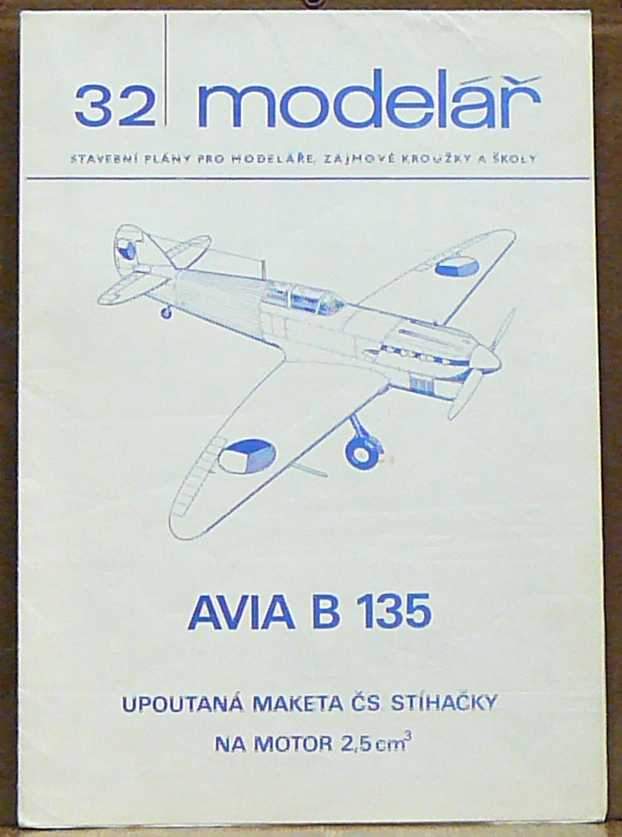 32 modelář
STAVEBNÍ PLÁNY PRO MODELÁŘE, ZÁJMOVÉ KROUŽKY A ŠKOLY
AVIA B 135
UPOUTANÁ MAKETA ČS. STÍHAČKY
NA MOTOR 2,5 cm³